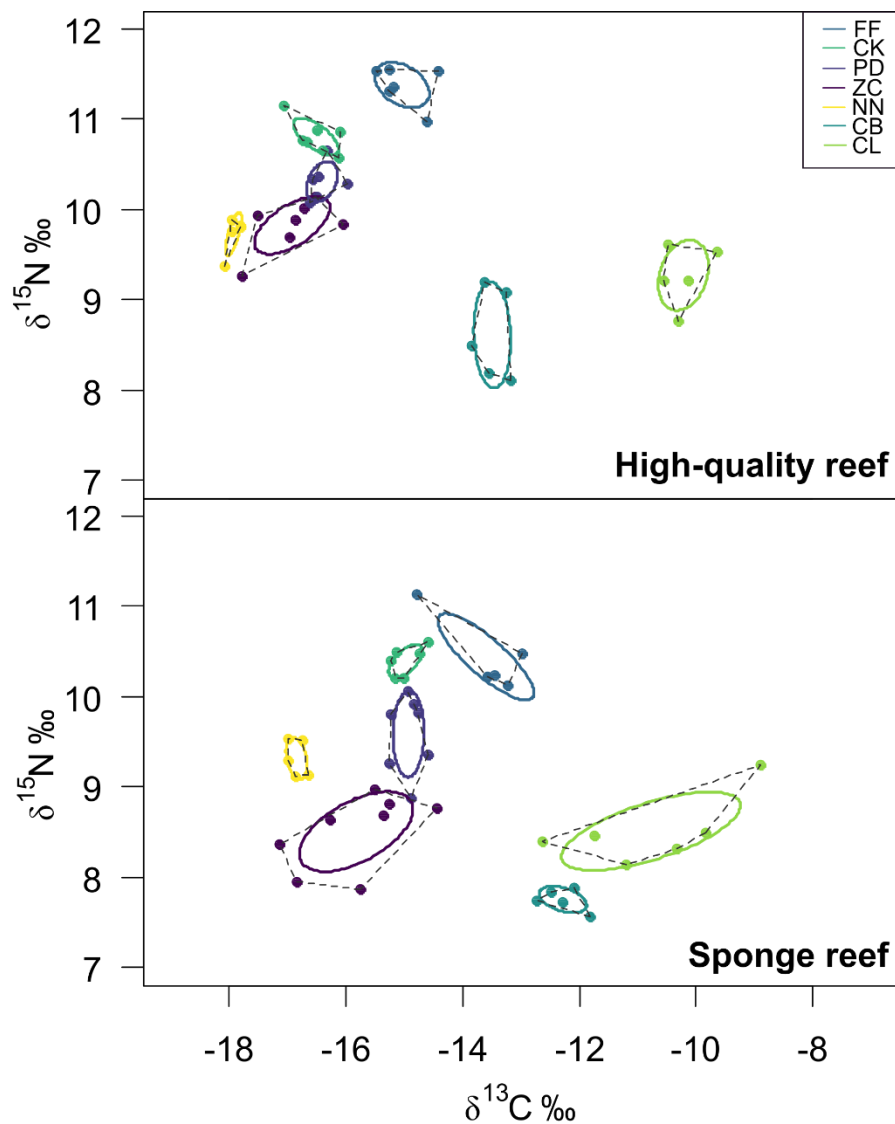 12
11
10
9
8
7
δ15N ‰
FF
CK
PD
ZC
NN
CB
CL
High-quality reef
12
11
10
9
8
7
δ15N ‰
Sponge reef
-18 -16 -14 -12 -10 -8
δ13C ‰